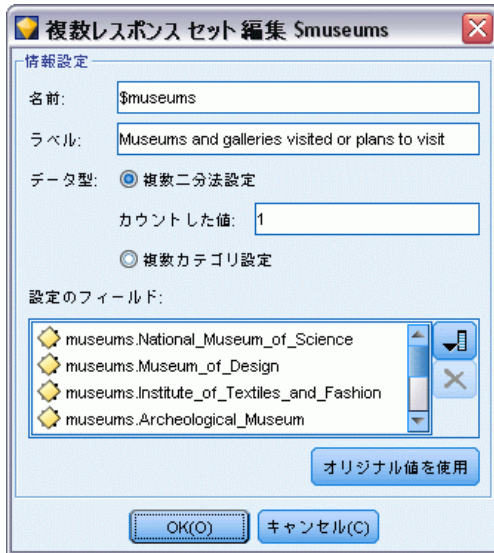 複数レスポンス セット 編集 $museums
情報設定
名前: $museums
ラベル: Museums and galleries visited or plans to visit
データ型: 複数二分法設定
カウントした値: 1
複数カテゴリ設定
設定のフィールド:
museums.National_Museum_of_Science
museums.Museum_of_Design
museums.Institute_of_Textiles_and_Fashion
museums.Archeological_Museum
オリジナル値を使用
OK(O) キャンセル(C)